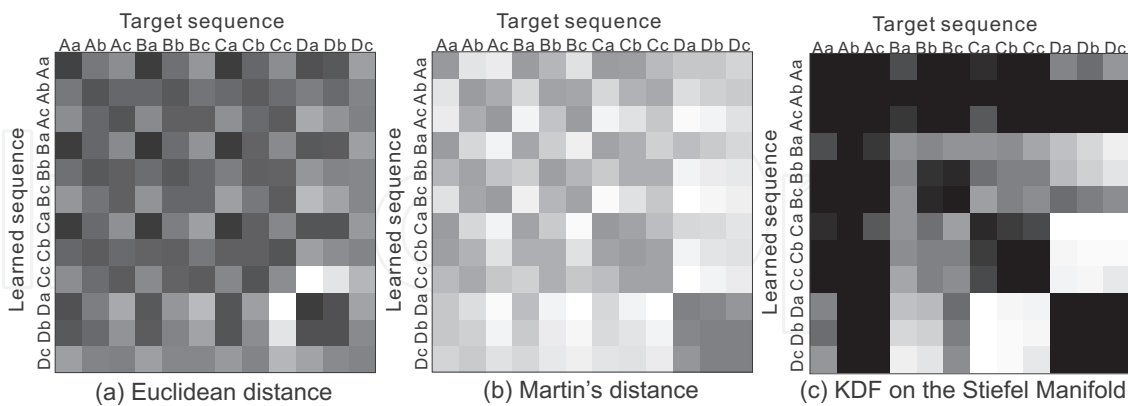 Target sequence
Aa Ab Ac Ba Bb Bc Ca Cb Cc Da Db Dc
Learned sequence
Aa Ab Ac Ba Bb Bc Ca Cb Cc Da Db Dc
(a) Euclidean distance
Target sequence
Aa Ab Ac Ba Bb Bc Ca Cb Cc Da Db Dc
Learned sequence
Aa Ab Ac Ba Bb Bc Ca Cb Cc Da Db Dc
(b) Martin's distance
Target sequence
Aa Ab Ac Ba Bb Bc Ca Cb Cc Da Db Dc
Learned sequence
Aa Ab Ac Ba Bb Bc Ca Cb Cc Da Db Dc
(c) KDF on the Stiefel Manifold